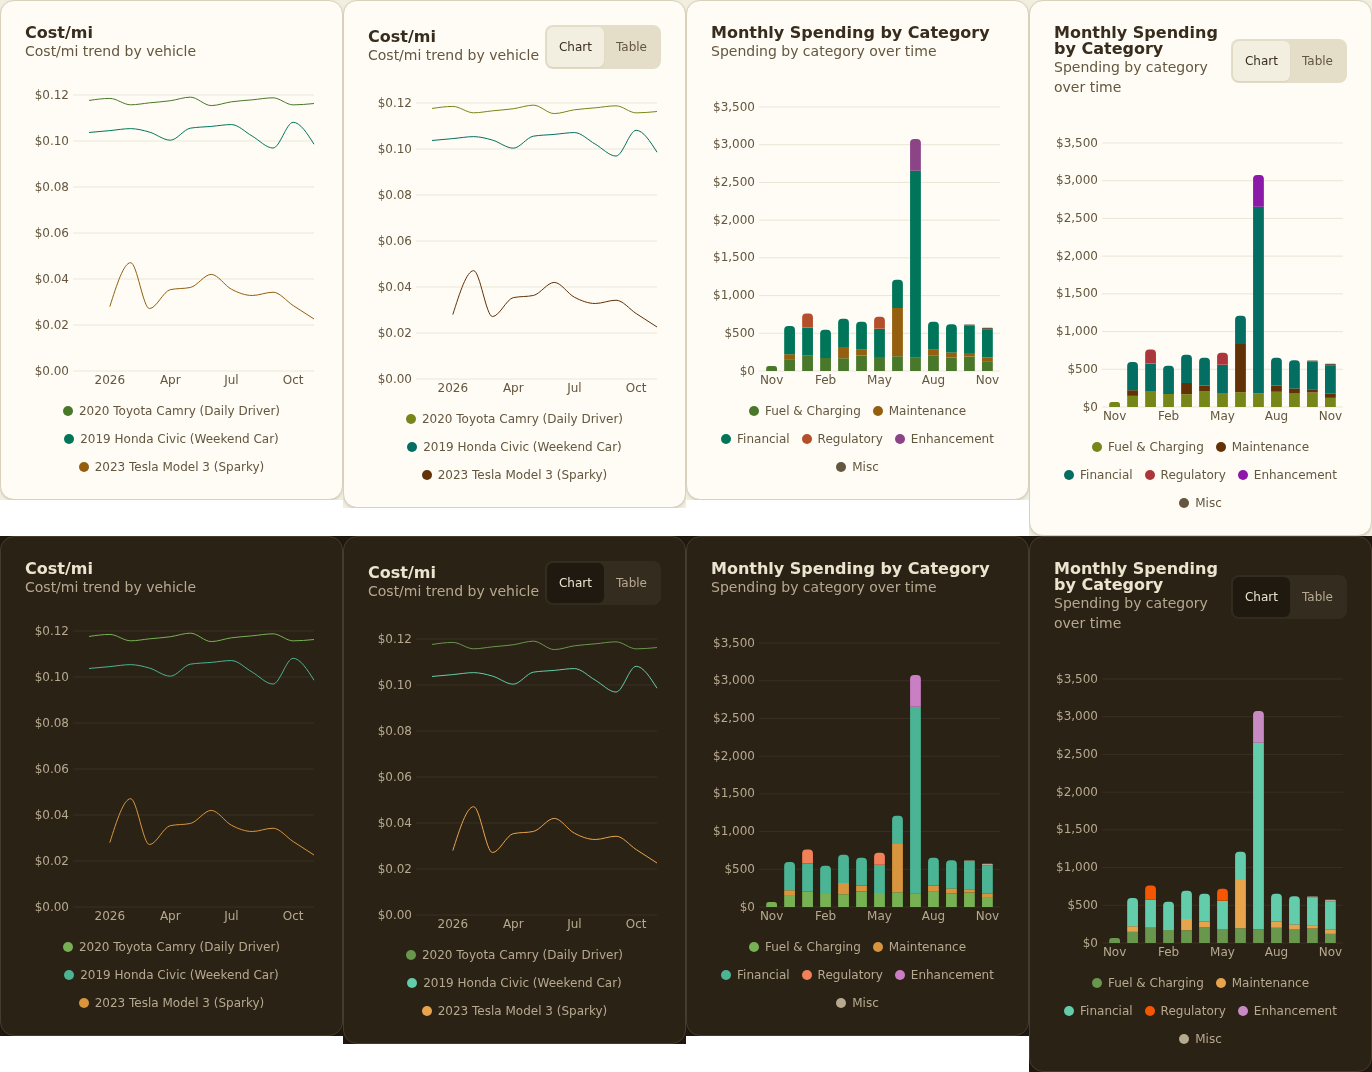 Cost/mi
Cost/mi trend by vehicle
$0.12
$0.10
$0.08
$0.06
$0.04
$0.02
$0.00
2026 Apr Jul Oct
2020 Toyota Camry (Daily Driver)
2019 Honda Civic (Weekend Car)
2023 Tesla Model 3 (Sparky)
Cost/mi
Cost/mi trend by vehicle
Chart Table
$0.12
$0.10
$0.08
$0.06
$0.04
$0.02
$0.00
2026 Apr Jul Oct
2020 Toyota Camry (Daily Driver)
2019 Honda Civic (Weekend Car)
2023 Tesla Model 3 (Sparky)
Monthly Spending by Category
Spending by category over time
$3,500
$3,000
$2,500
$2,000
$1,500
$1,000
$500
$0
Nov Feb May Aug Nov
Fuel & Charging Maintenance
Financial Regulatory Enhancement
Misc
Monthly Spending
by Category
Spending by category
over time
Chart Table
$3,500
$3,000
$2,500
$2,000
$1,500
$1,000
$500
$0
Nov Feb May Aug Nov
Fuel & Charging Maintenance
Financial Regulatory Enhancement
Misc
Cost/mi
Cost/mi trend by vehicle
$0.12
$0.10
$0.08
$0.06
$0.04
$0.02
$0.00
2026 Apr Jul Oct
2020 Toyota Camry (Daily Driver)
2019 Honda Civic (Weekend Car)
2023 Tesla Model 3 (Sparky)
Cost/mi
Cost/mi trend by vehicle
Chart Table
$0.12
$0.10
$0.08
$0.06
$0.04
$0.02
$0.00
2026 Apr Jul Oct
2020 Toyota Camry (Daily Driver)
2019 Honda Civic (Weekend Car)
2023 Tesla Model 3 (Sparky)
Monthly Spending by Category
Spending by category over time
$3,500
$3,000
$2,500
$2,000
$1,500
$1,000
$500
$0
Nov Feb May Aug Nov
Fuel & Charging Maintenance
Financial Regulatory Enhancement
Misc
Monthly Spending
by Category
Spending by category
over time
Chart Table
$3,500
$3,000
$2,500
$2,000
$1,500
$1,000
$500
$0
Nov Feb May Aug Nov
Fuel & Charging Maintenance
Financial Regulatory Enhancement
Misc